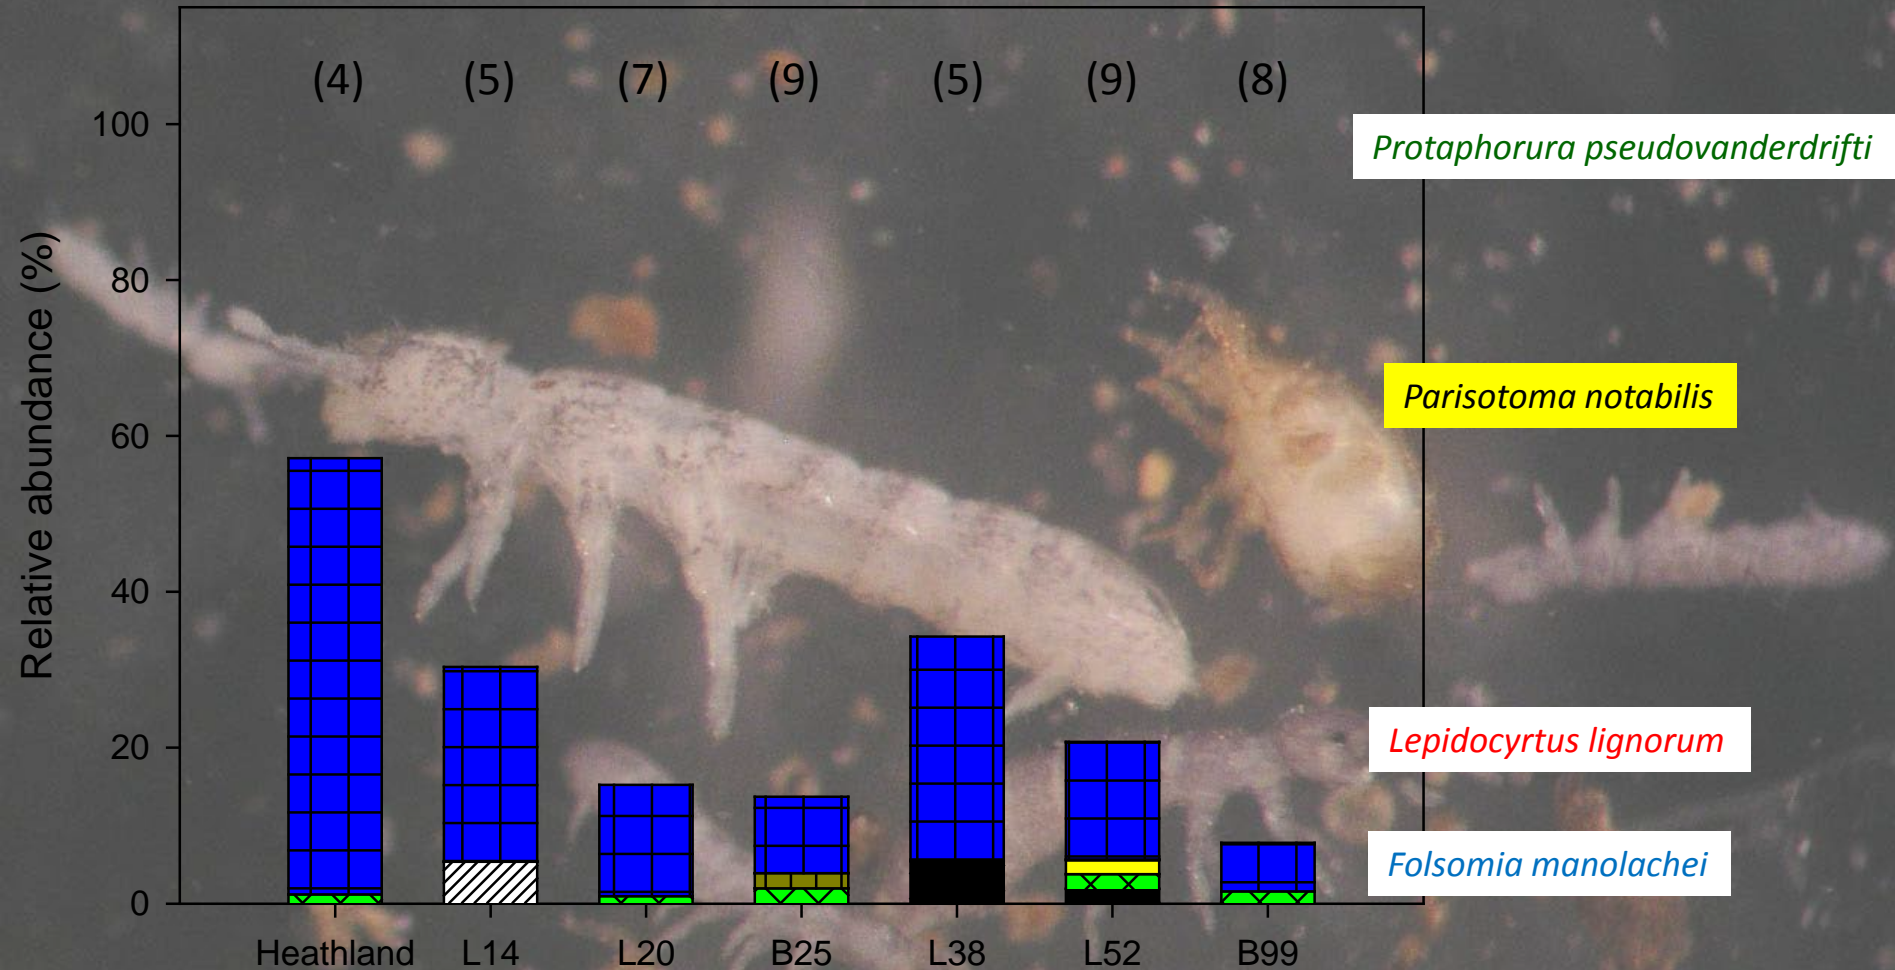 (4) (5) (7) (9) (5) (9) (8)
100
Protaphorura pseudovanderdrifti
80
Parisotoma notabilis
60
40
Lepidocyrtus lignorum
20
Folsomia manolachei
0
Relative abundance (%)
Heathland L14 L20 B25 L38 L52 B99